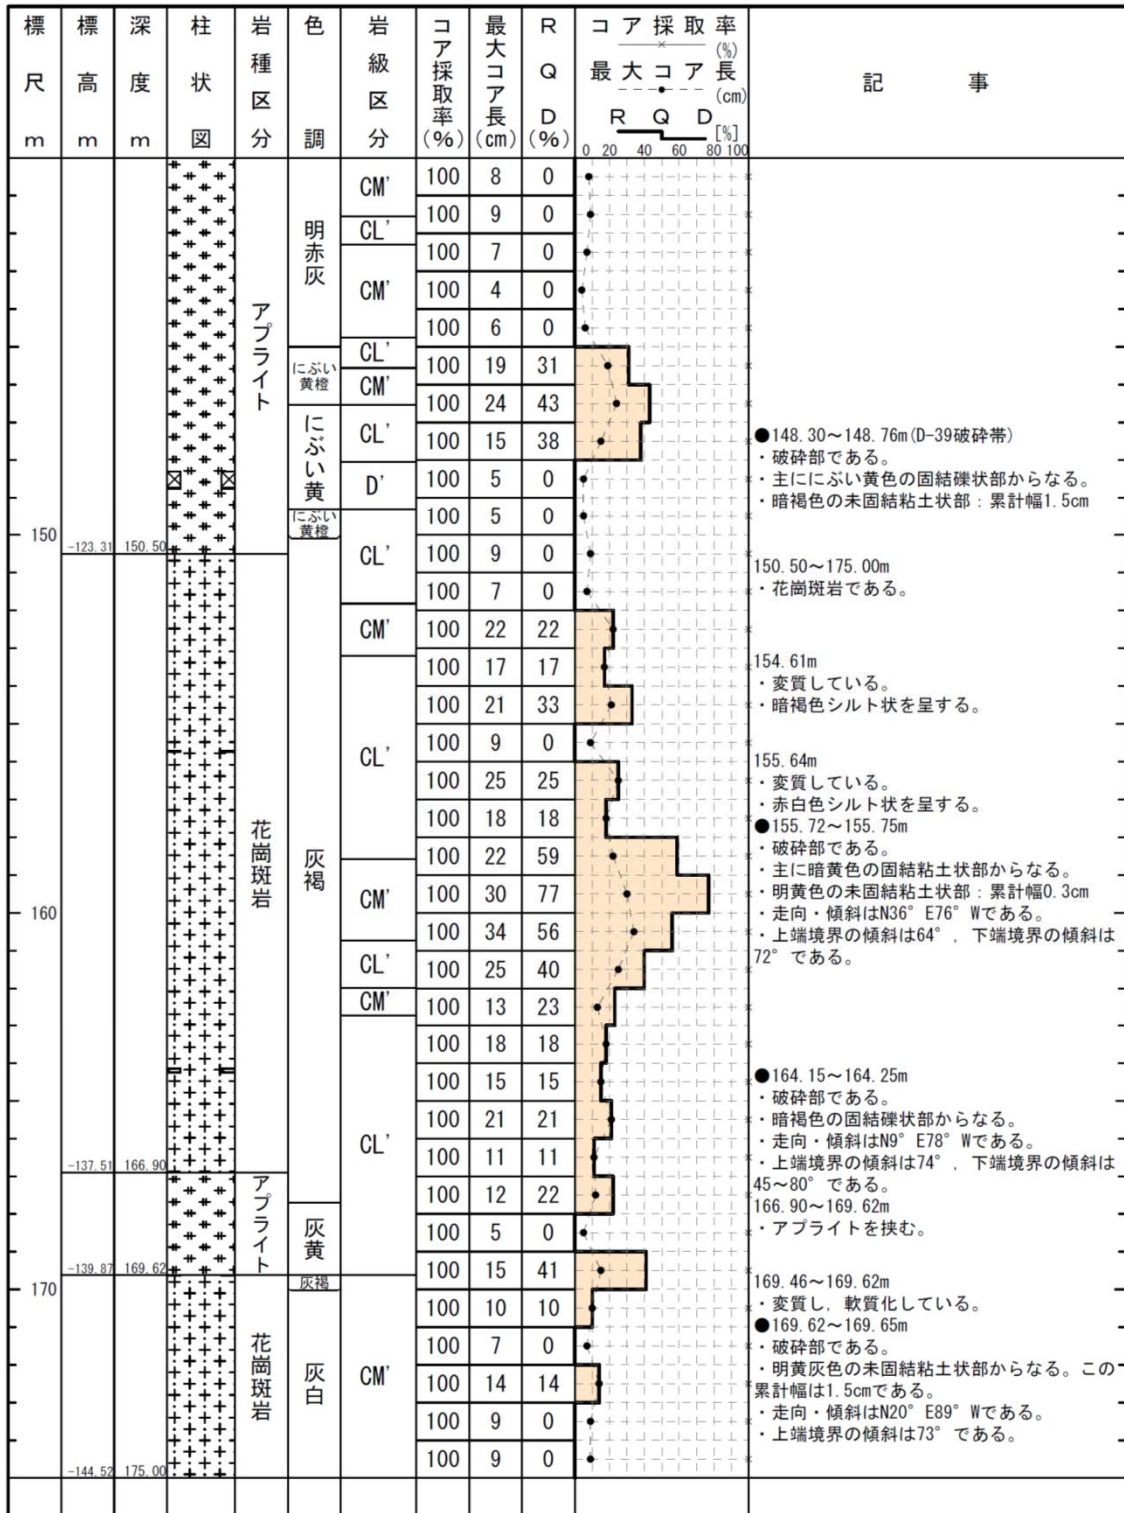 標尺m
標高m
深度m
柱状図
岩種区分
色調
岩級区分
コア採取率(%)
最大コア長(cm)
RQD(%)
コア採取率
(%)
最大コア長
(cm)
RQD
[%]
0 20 40 60 80 100
記事
150
160
170
-123.31 150.50
-137.51 166.90
-139.87 169.62
-144.52 175.00
アプライト
花崗斑岩
アプライト
花崗斑岩
明赤灰
にぶい
黄橙
にぶい黄
にぶい
黄橙
灰褐
灰黄
灰褐
灰白
CM'
CL'
CM'
CL'
CM'
CL'
D'
CL'
CM'
CL'
CM'
CL'
CM'
CL'
CM'
100 8 0
100 9 0
100 7 0
100 4 0
100 6 0
100 19 31
100 24 43
100 15 38
100 5 0
100 5 0
100 9 0
100 7 0
100 22 22
100 17 17
100 21 33
100 9 0
100 25 25
100 18 18
100 22 59
100 30 77
100 34 56
100 25 40
100 13 23
100 18 18
100 15 15
100 21 21
100 11 11
100 12 22
100 5 0
100 15 41
100 10 10
100 7 0
100 14 14
100 9 0
100 9 0
●148.30～148.76m(D-39破砕帯)
・破砕部である。
・主ににぶい黄色の固結礫状部からなる。
・暗褐色の未固結粘土状部：累計幅1.5cm
150.50～175.00m
・花崗斑岩である。
154.61m
・変質している。
・暗褐色シルト状を呈する。
155.64m
・変質している。
・赤白色シルト状を呈する。
●155.72～155.75m
・破砕部である。
・主に暗黄色の固結粘土状部からなる。
・明黄色の未固結粘土状部：累計幅0.3cm
・走向・傾斜はN36°E76°Wである。
・上端境界の傾斜は64°，下端境界の傾斜は
72°である。
●164.15～164.25m
・破砕部である。
・暗褐色の固結礫状部からなる。
・走向・傾斜はN9°E78°Wである。
・上端境界の傾斜は74°，下端境界の傾斜は
45～80°である。
166.90～169.62m
・アプライトを挟む。
169.46～169.62m
・変質し，軟質化している。
●169.62～169.65m
・破砕部である。
・明黄灰色の未固結粘土状部からなる。この
累計幅は1.5cmである。
・走向・傾斜はN20°E89°Wである。
・上端境界の傾斜は73°である。